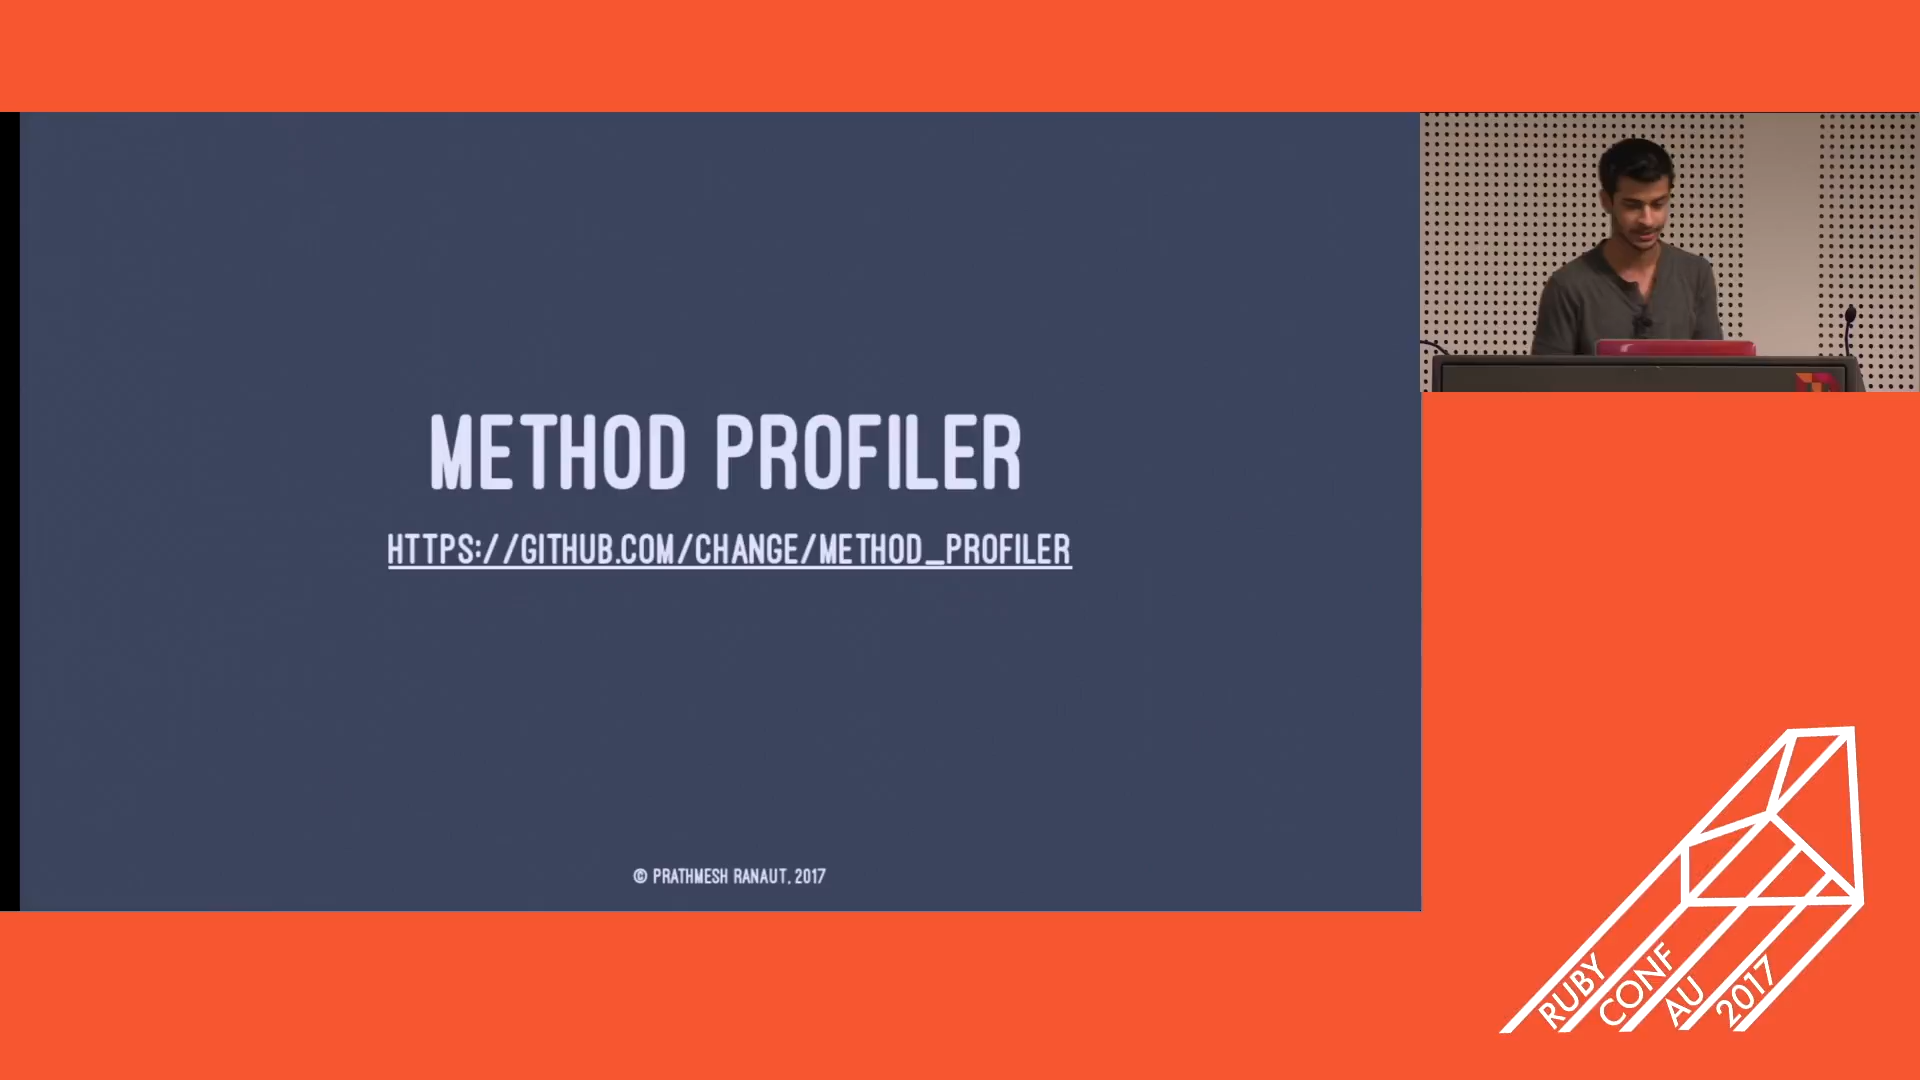 METHOD PROFILER
HTTPS://GITHUB.COM/CHANGE/METHOD_PROFILER
© PRATHMESH RANAUT, 2017
RUBY
CONF
AU
2017